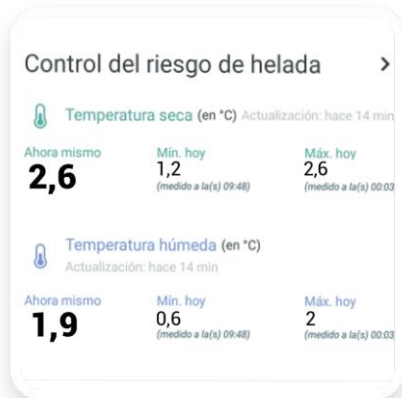 Control del riesgo de helada
Temperatura seca (en °C) Actualización: hace 14 min
Ahora mismo Mín. hoy Máx. hoy
2,6 1,2 2,6
(medido a la(s) 09:48) (medido a la(s) 00:03
Temperatura húmeda (en °C)
Actualización: hace 14 min
Ahora mismo Mín. hoy Máx. hoy
1,9 0,6 2
(medido a la(s) 09:48) (medido a la(s) 00:03